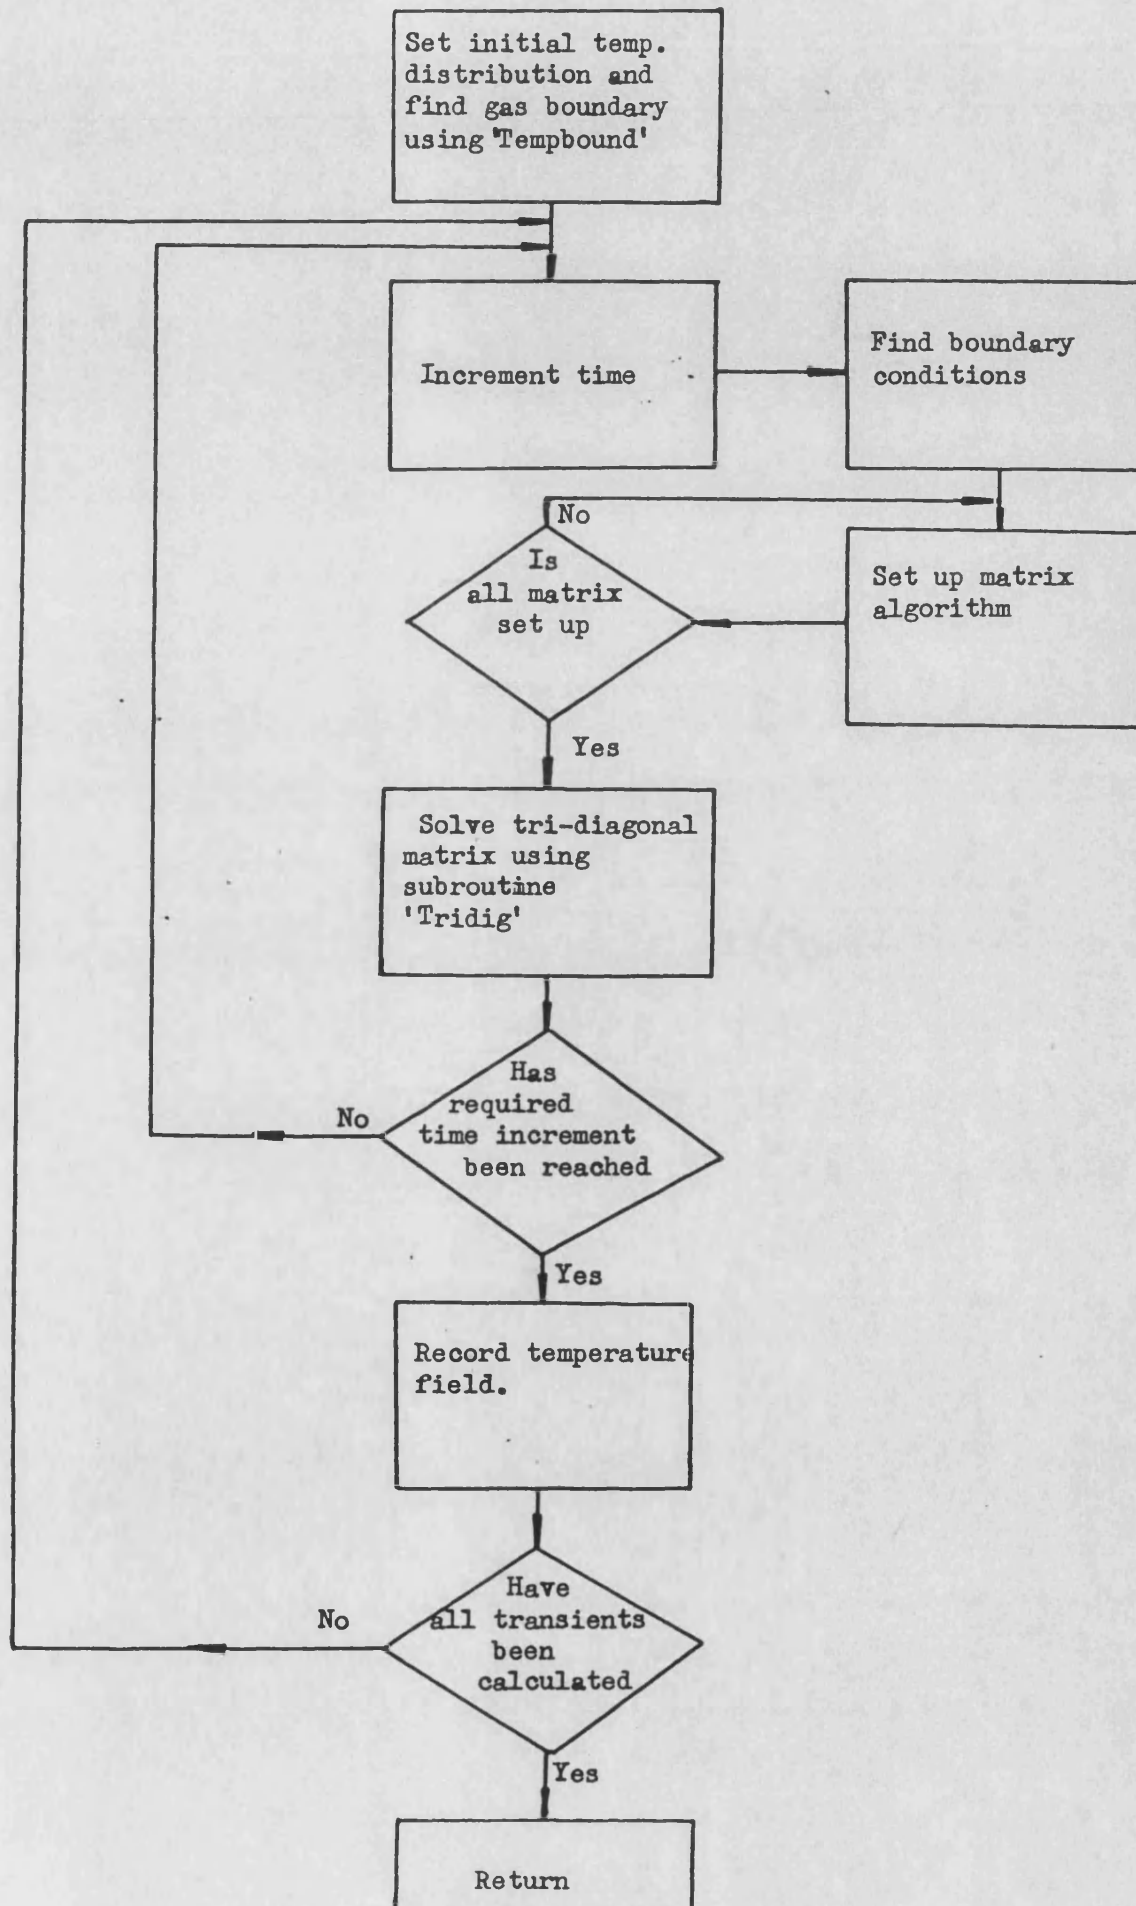 Set initial temp.
distribution and
find gas boundary
using 'Tempbound'
Increment time
Find boundary
conditions
No
Is
all matrix
set up
Set up matrix
algorithm
Yes
Solve tri-diagonal
matrix using
subroutine
'Tridig'
Has
required
time increment
been reached
No
Yes
Record temperature
field.
Have
all transients
been
calculated
No
Yes
Return